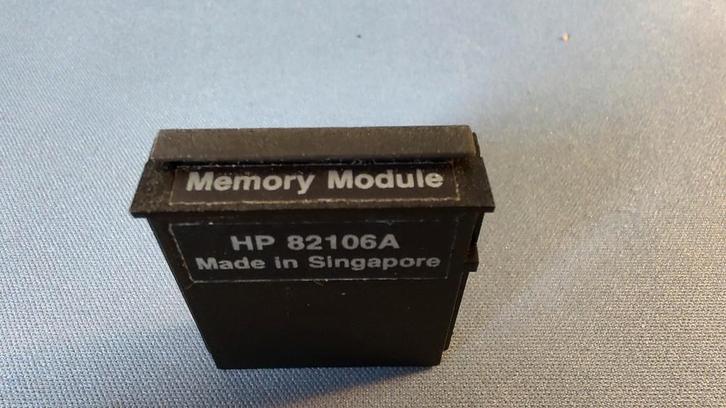 Memory Module
HP 82106A
Made in Singapore